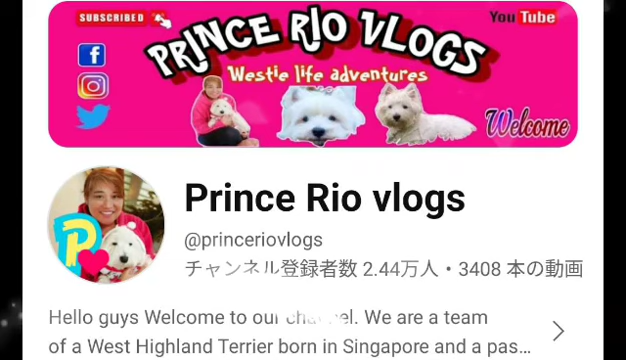 SUBSCRIBED
YouTube
PRINCE RIO VLOGS
Westie life adventures
Welcome
P
Prince Rio vlogs
@princeriovlogs
チャンネル登録者数 2.44万人・3408 本の動画
Hello guys Welcome to our channel. We are a team
of a West Highland Terrier born in Singapore and a pas...